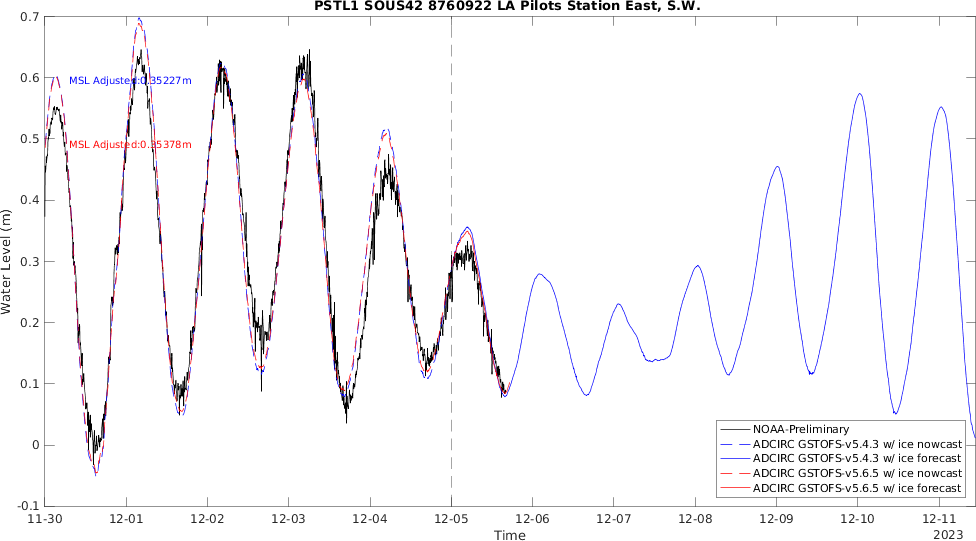 PSTL1 SOUS42 8760922 LA Pilots Station East, S.W.
Water Level (m)
0.7
0.6
0.5
0.4
0.3
0.2
0.1
0
-0.1
MSL Adjusted:0.35227m
MSL Adjusted:0.35378m
NOAA-Preliminary
ADCIRC GSTOFS-v5.4.3 w/ ice nowcast
ADCIRC GSTOFS-v5.4.3 w/ ice forecast
ADCIRC GSTOFS-v5.6.5 w/ ice nowcast
ADCIRC GSTOFS-v5.6.5 w/ ice forecast
11-30 12-01 12-02 12-03 12-04 12-05 12-06 12-07 12-08 12-09 12-10 12-11
Time
2023